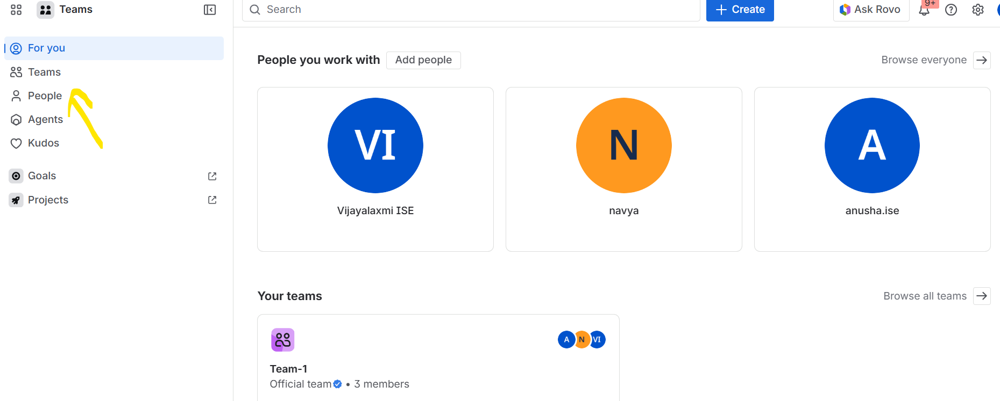 Teams
Search
Create
Ask Rovo
9+
For you
Teams
People
Agents
Kudos
Goals
Projects
People you work with
Add people
Browse everyone
VI
N
A
Vijayalaxmi ISE
navya
anusha.ise
Your teams
Browse all teams
A N VI
Team-1
Official team • 3 members